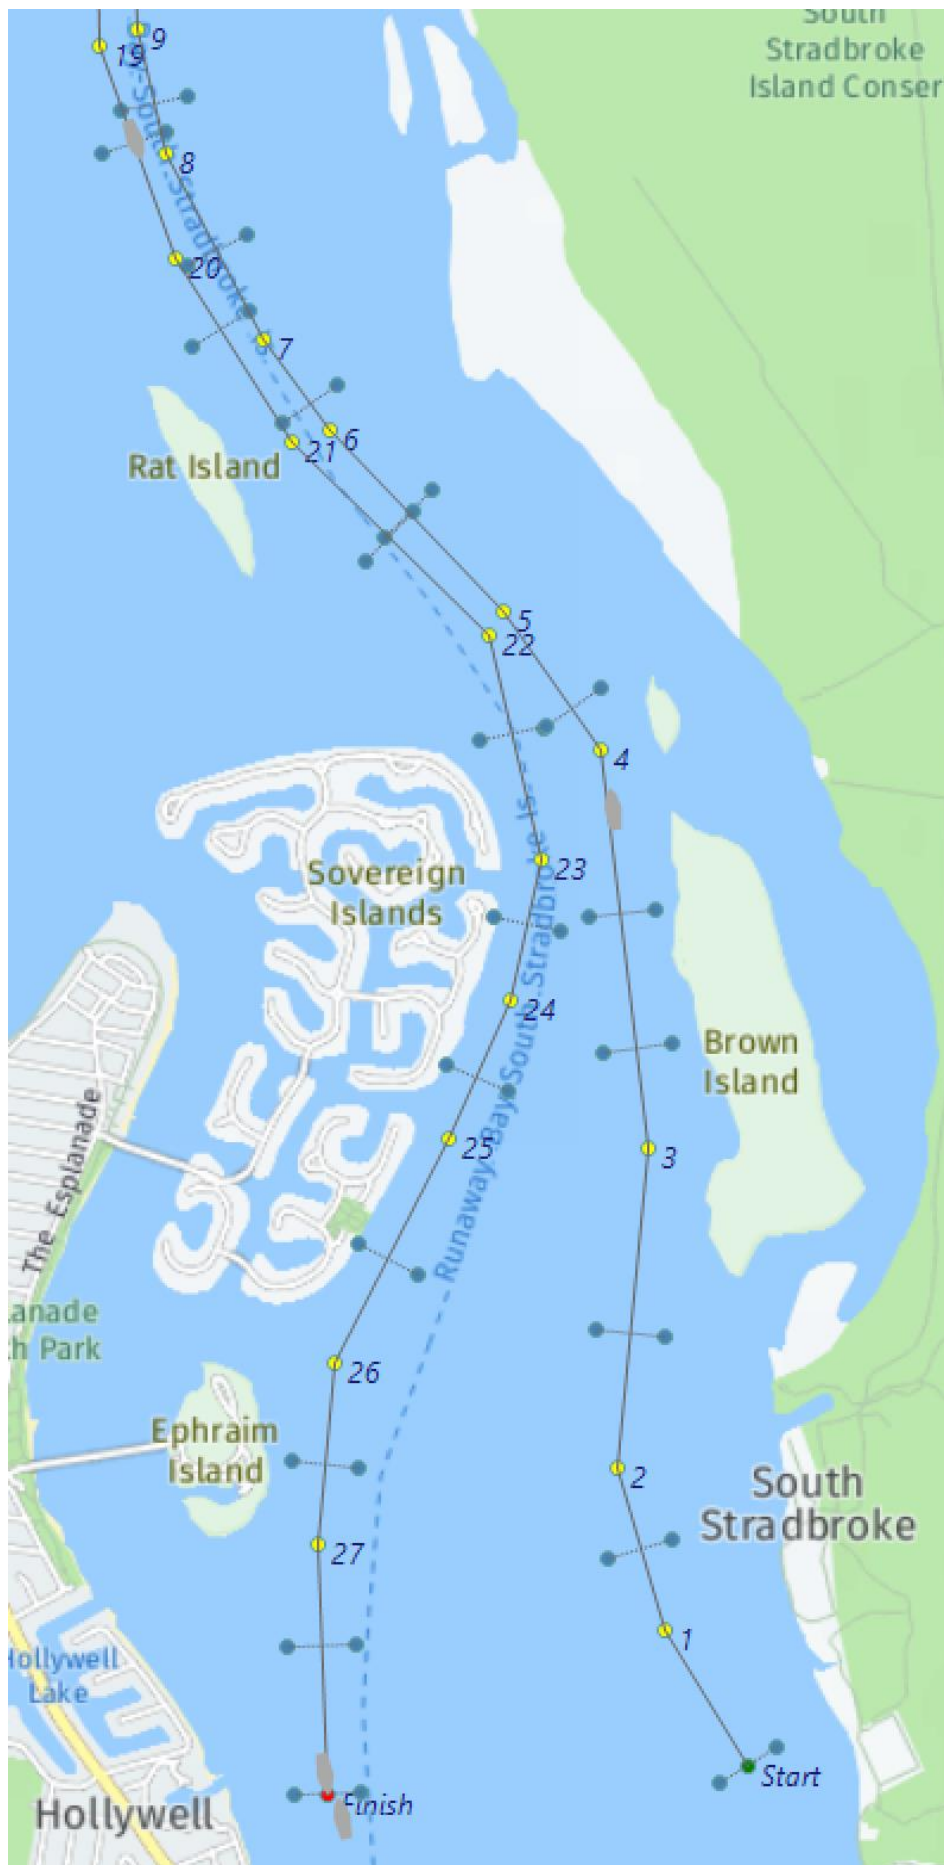 South
Stradbroke
Island Conser
9
19
8
20
7
6
21
Rat Island
5
22
4
23
Sovereign
Islands
24
Brown
Island
The Esplanade
3
25
Runaway Bay-South Stradbroke Is.
anade
h Park
26
Ephraim
Island
2
South
Stradbroke
27
1
Hollywell
Lake
Start
Finish
Hollywell